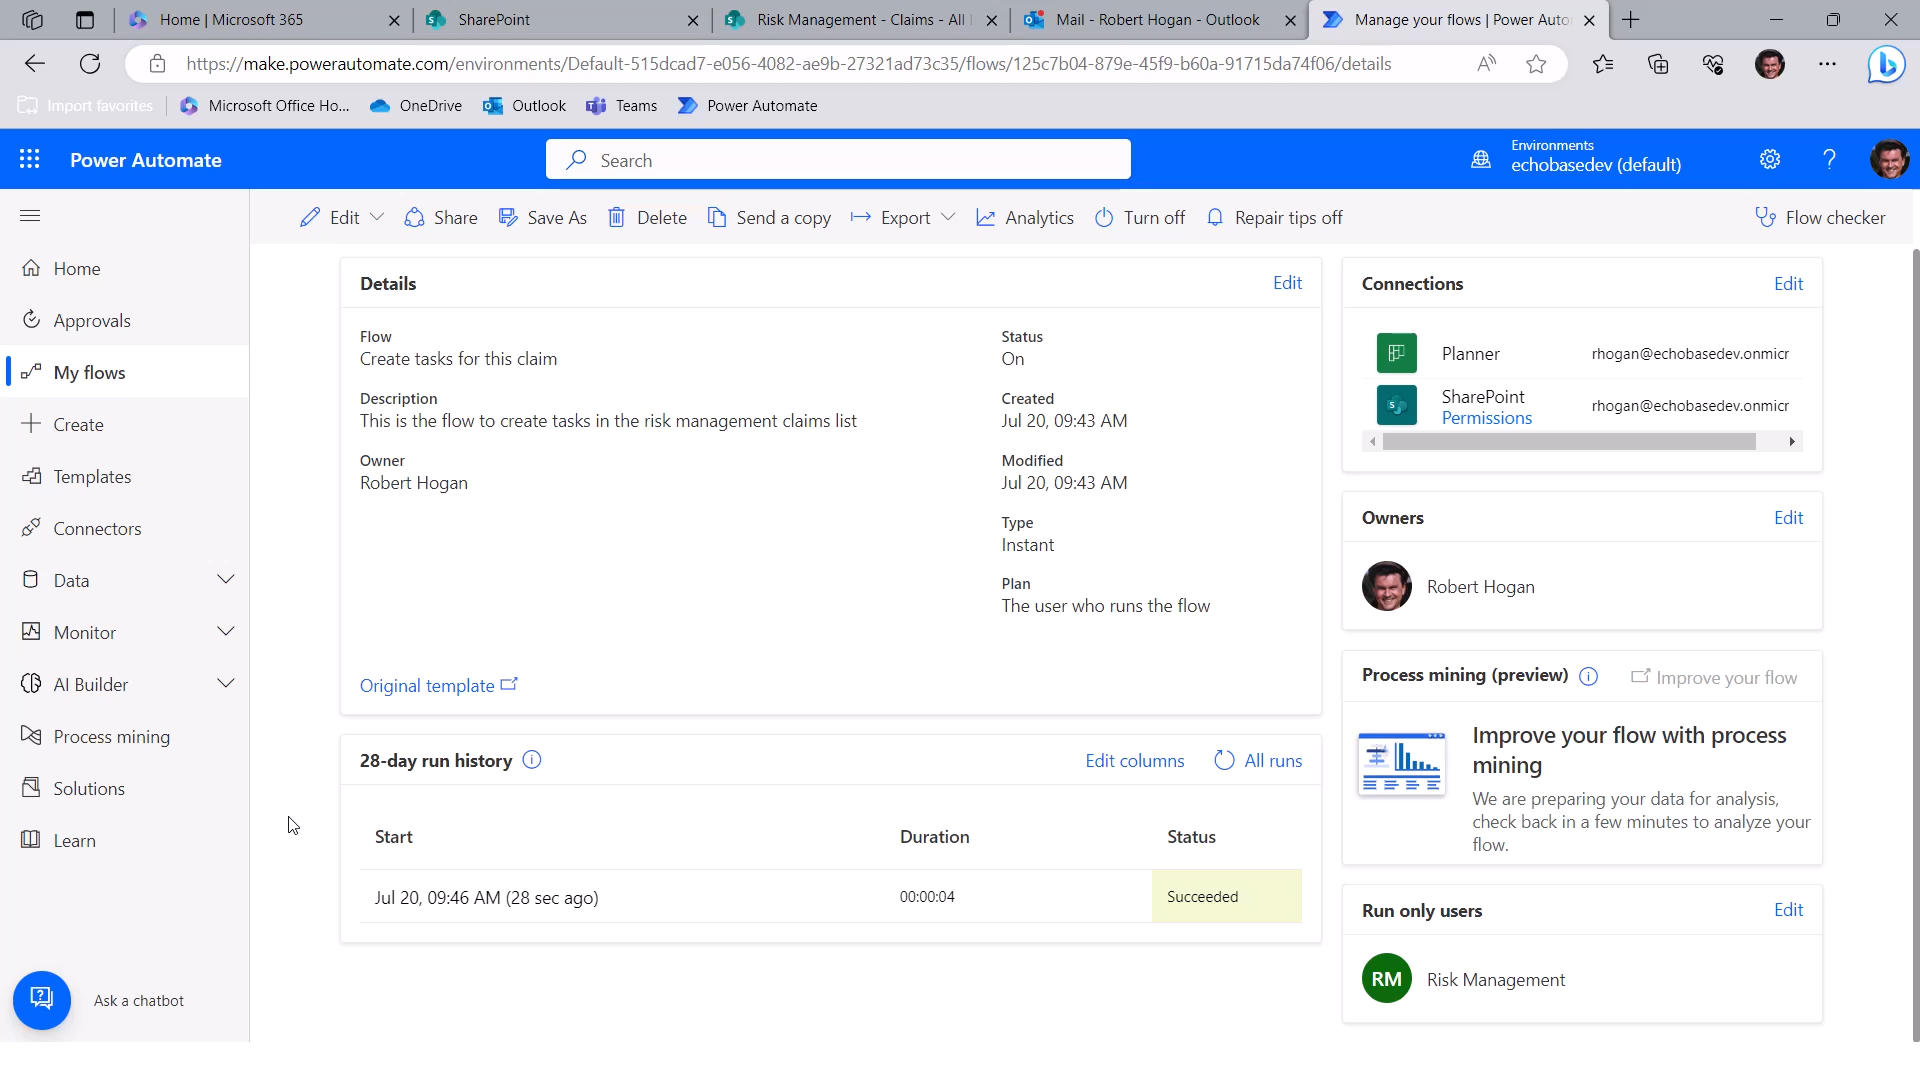 Home | Microsoft 365
SharePoint
Risk Management - Claims - All
Mail - Robert Hogan - Outlook
Manage your flows | Power Auto
https://make.powerautomate.com/environments/Default-515dcad7-e056-4082-ae9b-27321ad73c35/flows/125c7b04-879e-45f9-b60a-91715da74f06/details
Import favorites
Microsoft Office Ho...
OneDrive
Outlook
Teams
Power Automate
Power Automate
Search
Environments
echobasedev (default)
Edit
Share
Save As
Delete
Send a copy
Export
Analytics
Turn off
Repair tips off
Flow checker
Home
Approvals
My flows
Create
Templates
Connectors
Data
Monitor
AI Builder
Process mining
Solutions
Learn
Ask a chatbot
Details
Edit
Flow
Create tasks for this claim
Description
This is the flow to create tasks in the risk management claims list
Owner
Robert Hogan
Status
On
Created
Jul 20, 09:43 AM
Modified
Jul 20, 09:43 AM
Type
Instant
Plan
The user who runs the flow
Original template
28-day run history
Edit columns
All runs
Start
Duration
Status
Jul 20, 09:46 AM (28 sec ago)
00:00:04
Succeeded
Connections
Edit
Planner
rhogan@echobasedev.onmicr
SharePoint
Permissions
rhogan@echobasedev.onmicr
Owners
Edit
Robert Hogan
Process mining (preview)
Improve your flow
Improve your flow with process
mining
We are preparing your data for analysis,
check back in a few minutes to analyze your
flow.
Run only users
Edit
RM
Risk Management